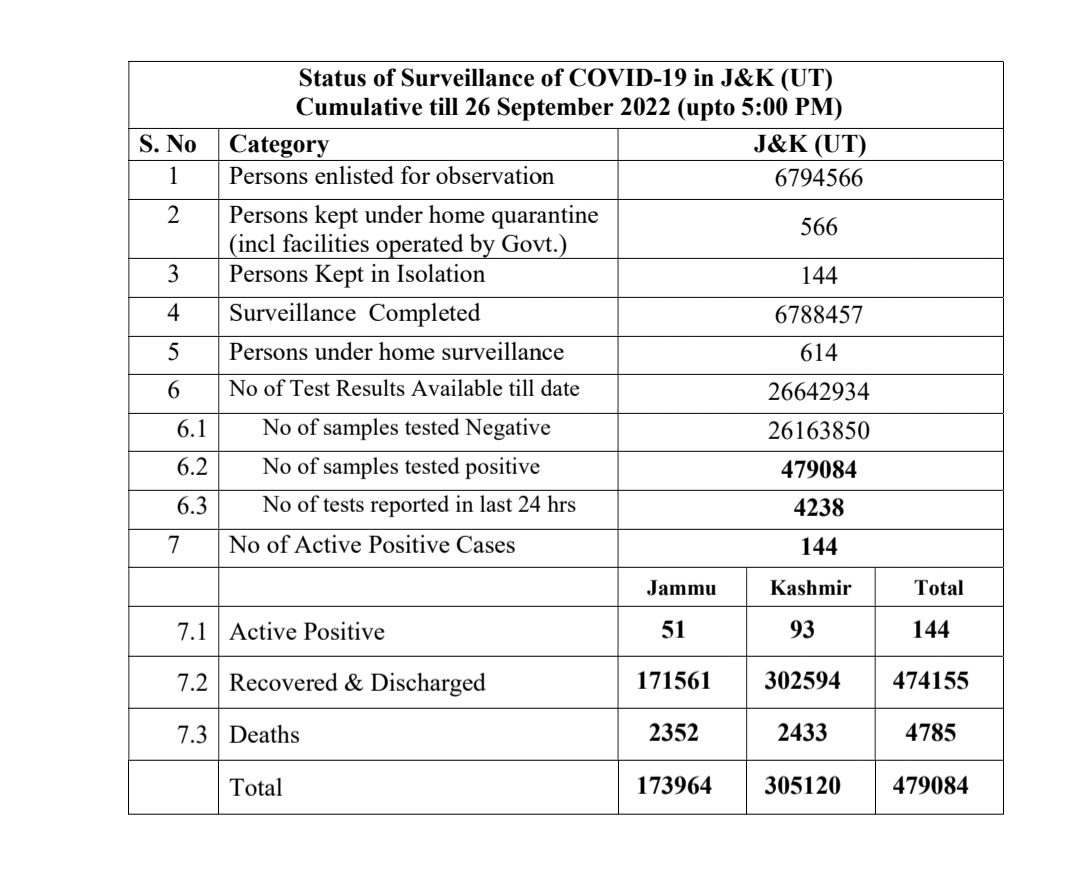 Status of Surveillance of COVID-19 in J&K (UT)
Cumulative till 26 September 2022 (upto 5:00 PM)
S. No Category J&K (UT)
1 Persons enlisted for observation 6794566
2 Persons kept under home quarantine
(incl facilities operated by Govt.) 566
3 Persons Kept in Isolation 144
4 Surveillance Completed 6788457
5 Persons under home surveillance 614
6 No of Test Results Available till date 26642934
6.1 No of samples tested Negative 26163850
6.2 No of samples tested positive 479084
6.3 No of tests reported in last 24 hrs 4238
7 No of Active Positive Cases 144
Jammu Kashmir Total
7.1 Active Positive 51 93 144
7.2 Recovered & Discharged 171561 302594 474155
7.3 Deaths 2352 2433 4785
Total 173964 305120 479084